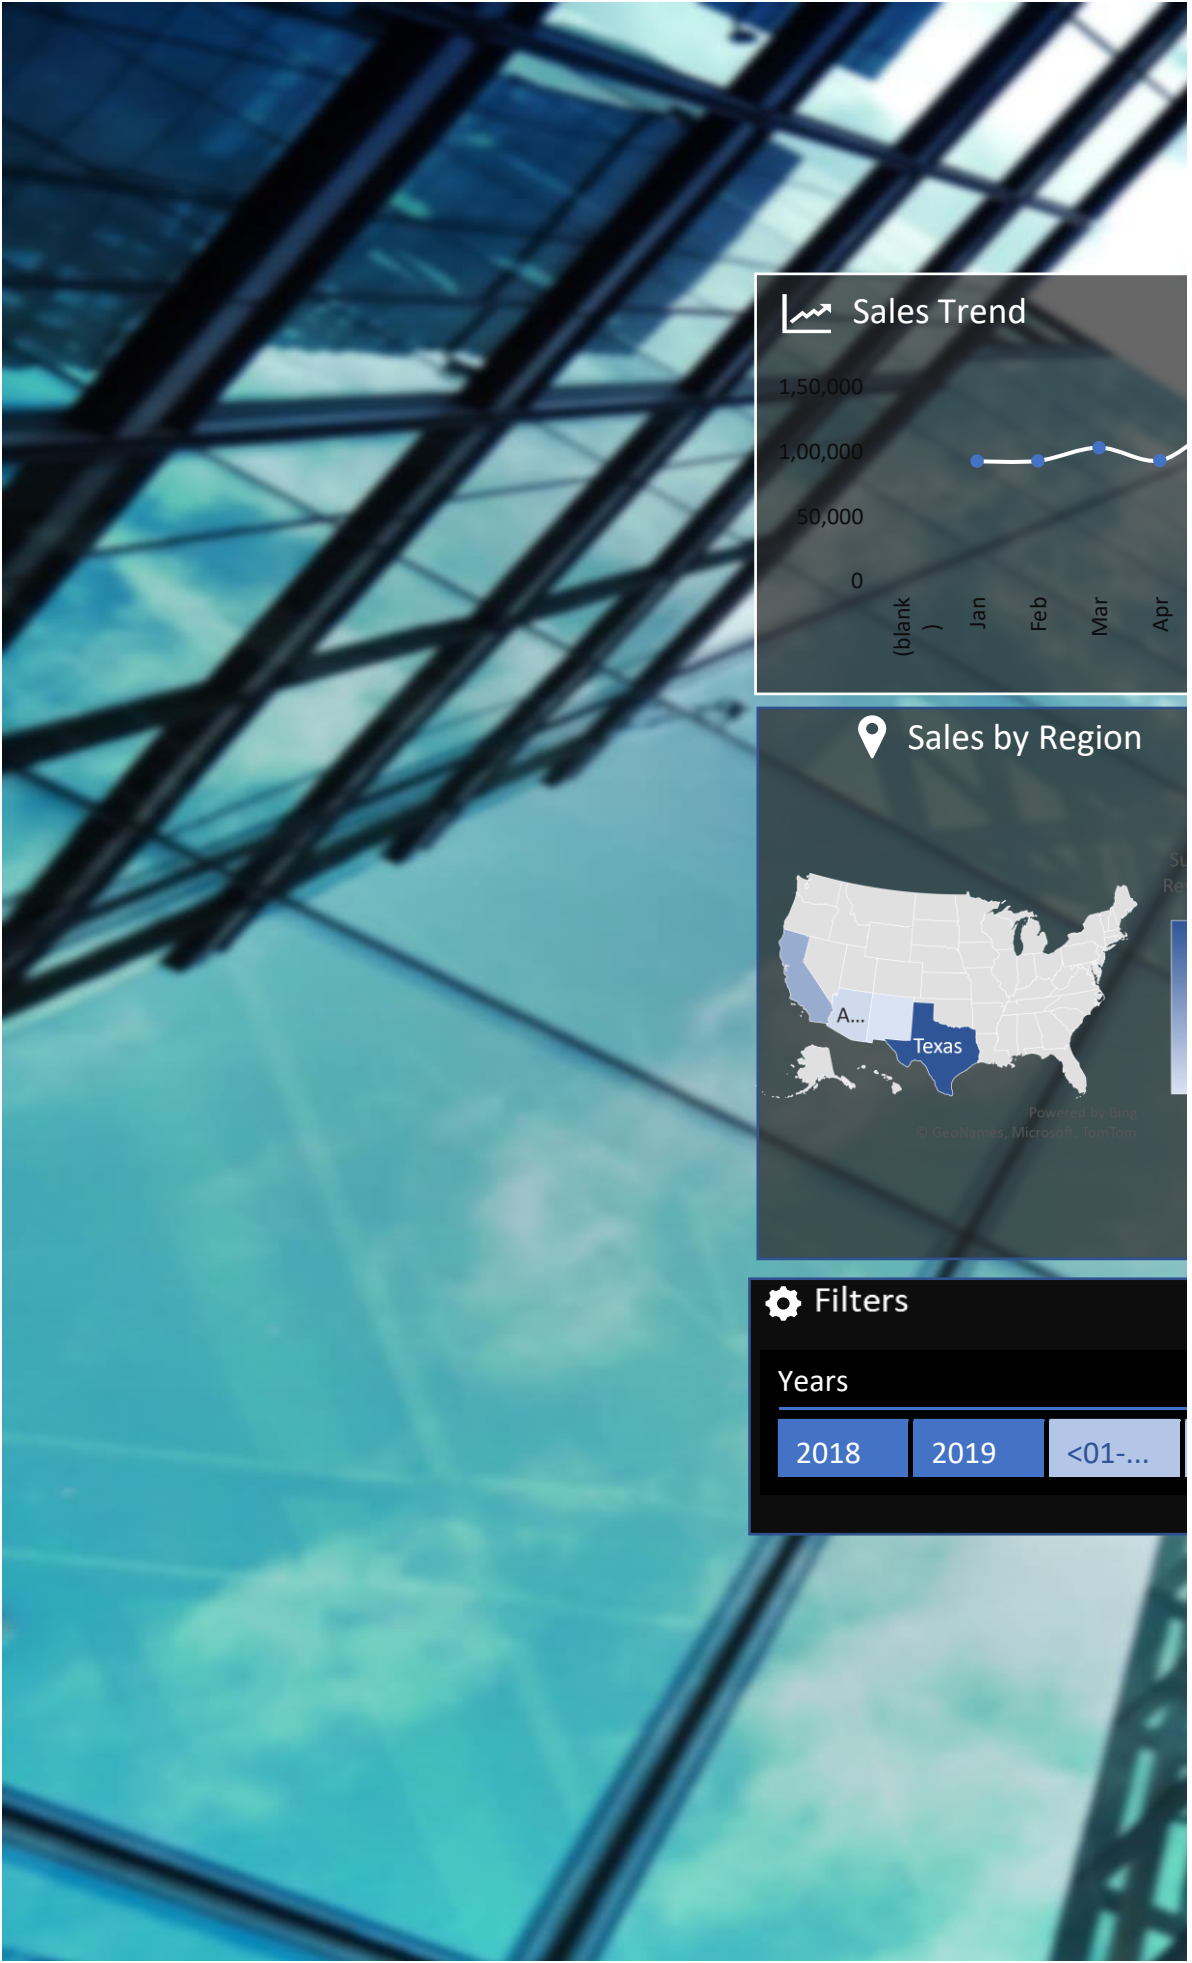 Sales Trend
1,50,000
1,00,000
50,000
0
(blank
)
Jan
Feb
Mar
Apr
Sales by Region
A...
Texas
Powered by Bing
© GeoNames, Microsoft, TomTom
Filters
Years
2018
2019
<01-...